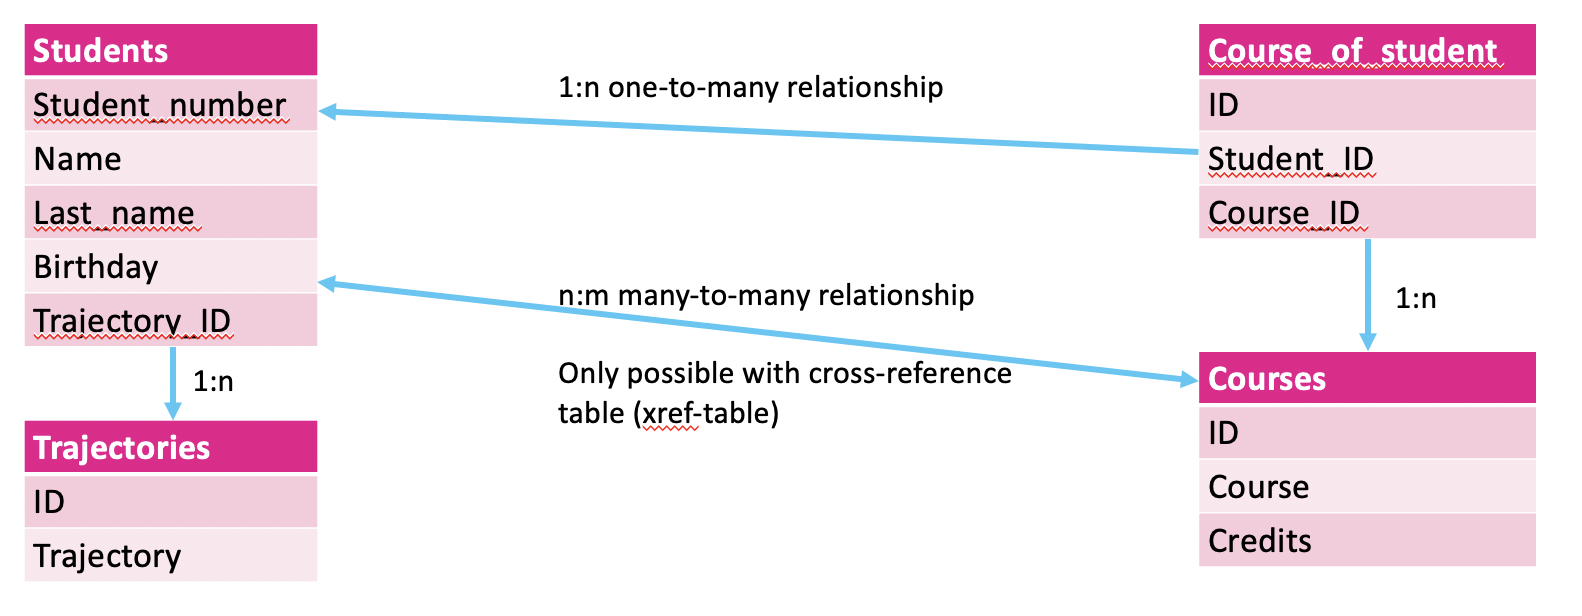 Students
Student_number
Name
Last_name
Birthday
Trajectory_ID
1:n
Trajectories
ID
Trajectory
1:n one-to-many relationship
n:m many-to-many relationship
Only possible with cross-reference
table (xref-table)
Course_of_student
ID
Student_ID
Course_ID
1:n
Courses
ID
Course
Credits